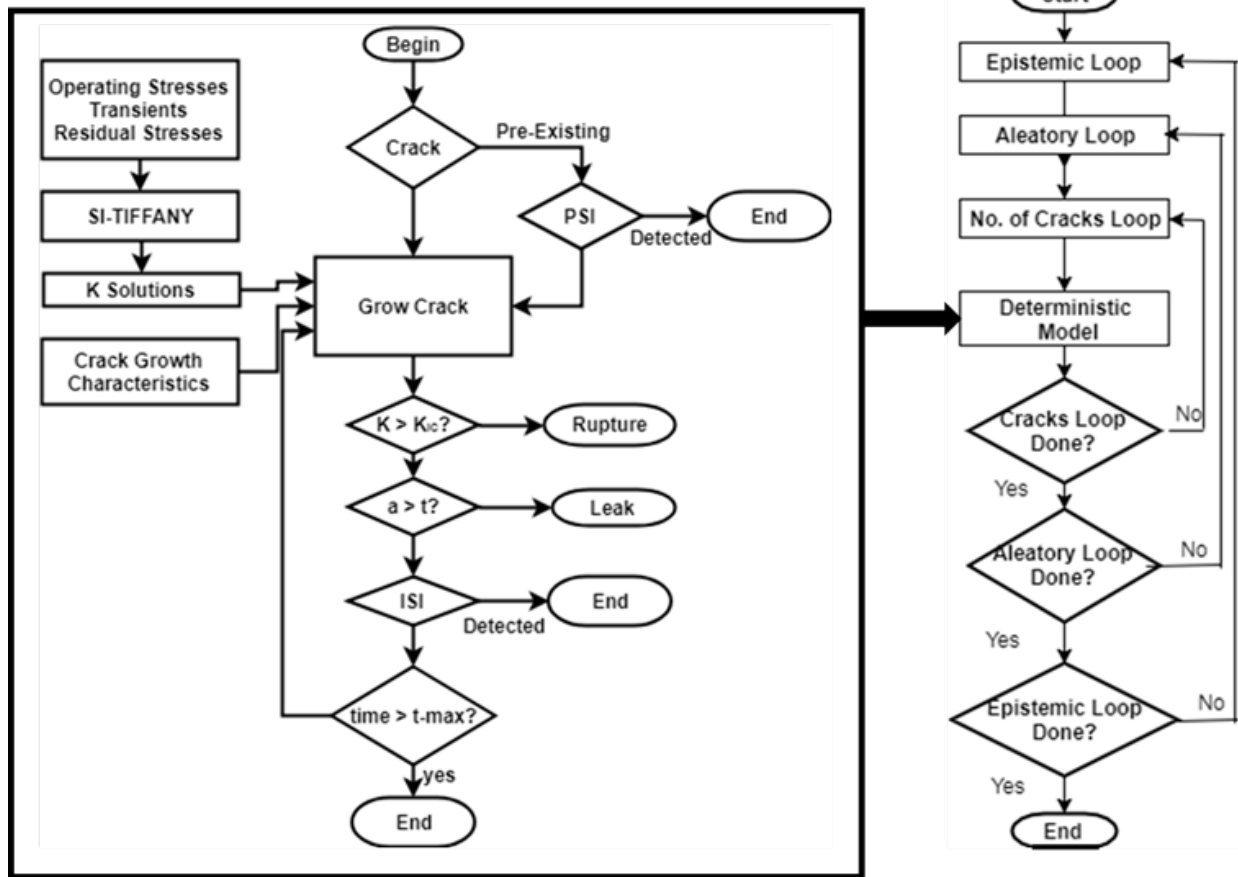 Begin
Operating Stresses
Transients
Residual Stresses
Crack
Pre-Existing
SI-TIFFANY
PSI
Detected
End
K Solutions
Grow Crack
Crack Growth
Characteristics
K > KIC?
Rupture
a > t?
Leak
ISI
Detected
End
time > t-max?
yes
End
Start
Epistemic Loop
Aleatory Loop
No. of Cracks Loop
Deterministic
Model
Cracks Loop
Done?
No
Yes
Aleatory Loop
Done?
No
Yes
Epistemic Loop
Done?
No
Yes
End